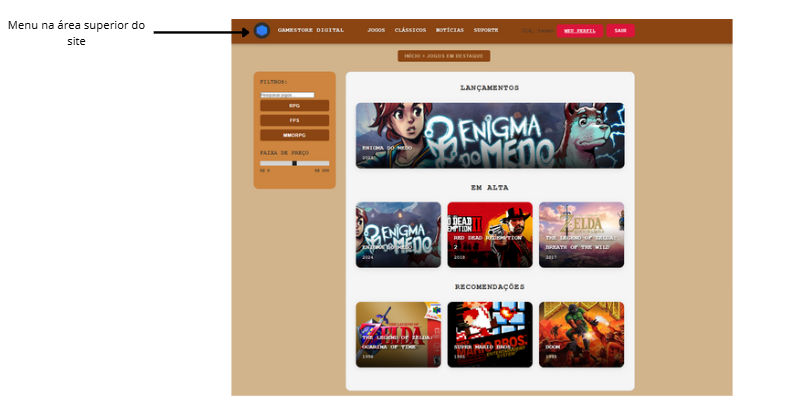 Menu na área superior do
site
GAMESTORE DIGITAL
JOGOS CLÁSSICOS NOTÍCIAS SUPORTE
MEU PERFIL
SAIR
INÍCIO > JOGOS EM DESTAQUE
FILTROS:
Pesquisar jogos...
RPG
FPS
MMORPG
FAIXA DE PREÇO
LANÇAMENTOS
ENIGMA
DO MEDO
ENIGMA DO MEDO
2024
EM ALTA
ENIGMA
DO MEDO
ENIGMA DO MEDO
2024
RED DEAD REDEMPTION
2
2018
ZELDA
THE LEGEND OF ZELDA:
BREATH OF THE WILD
2017
RECOMENDAÇÕES
THE LEGEND OF ZELDA:
OCARINA OF TIME
1998
SUPER MARIO BROS.
1985
DOOM
1993